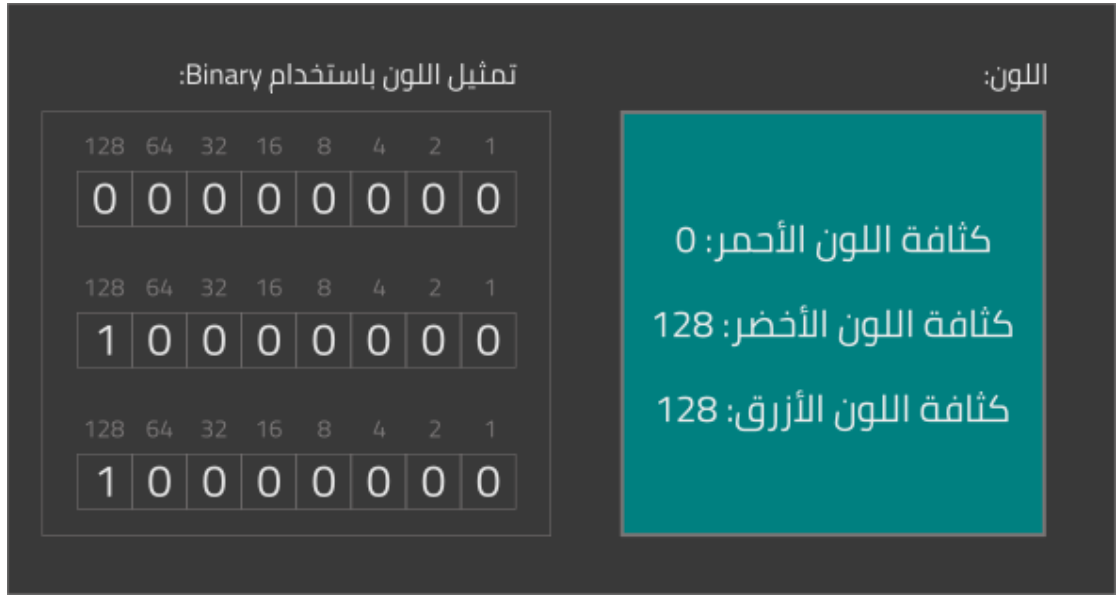 اللون:
كثافة اللون الأحمر: 0
كثافة اللون الأخضر: 128
كثافة اللون الأزرق: 128
تمثيل اللون باستخدام Binary:
128 64 32 16 8 4 2 1
0 0 0 0 0 0 0 0
128 64 32 16 8 4 2 1
1 0 0 0 0 0 0 0
128 64 32 16 8 4 2 1
1 0 0 0 0 0 0 0